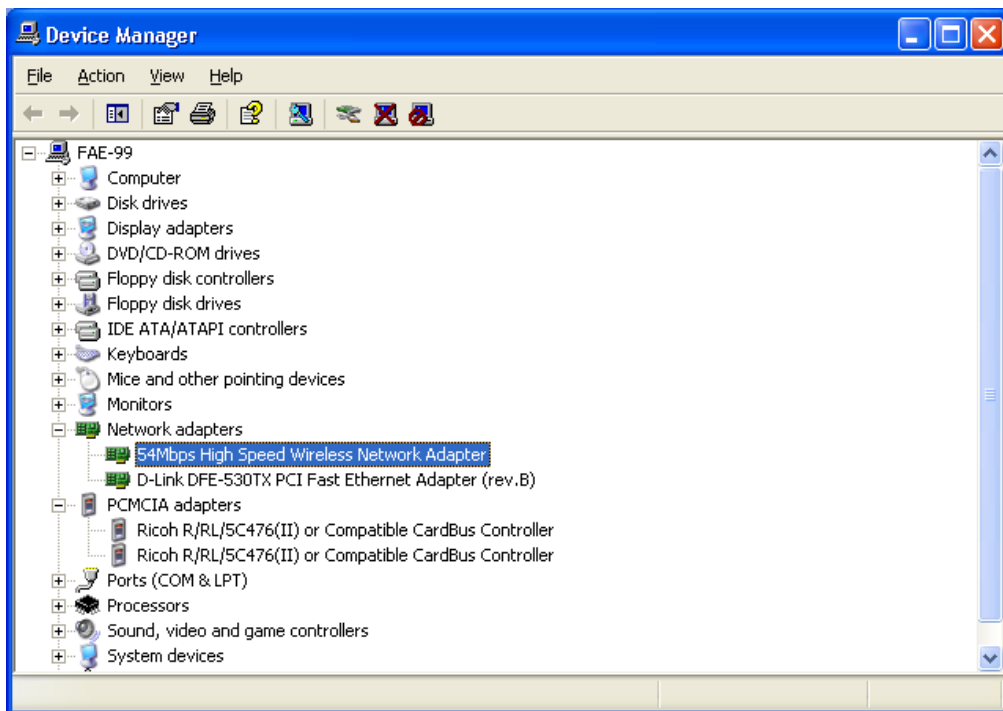 Device Manager
File Action View Help
FAE-99
Computer
Disk drives
Display adapters
DVD/CD-ROM drives
Floppy disk controllers
Floppy disk drives
IDE ATA/ATAPI controllers
Keyboards
Mice and other pointing devices
Monitors
Network adapters
54Mbps High Speed Wireless Network Adapter
D-Link DFE-530TX PCI Fast Ethernet Adapter (rev.B)
PCMCIA adapters
Ricoh R/RL/5C476(II) or Compatible CardBus Controller
Ricoh R/RL/5C476(II) or Compatible CardBus Controller
Ports (COM & LPT)
Processors
Sound, video and game controllers
System devices